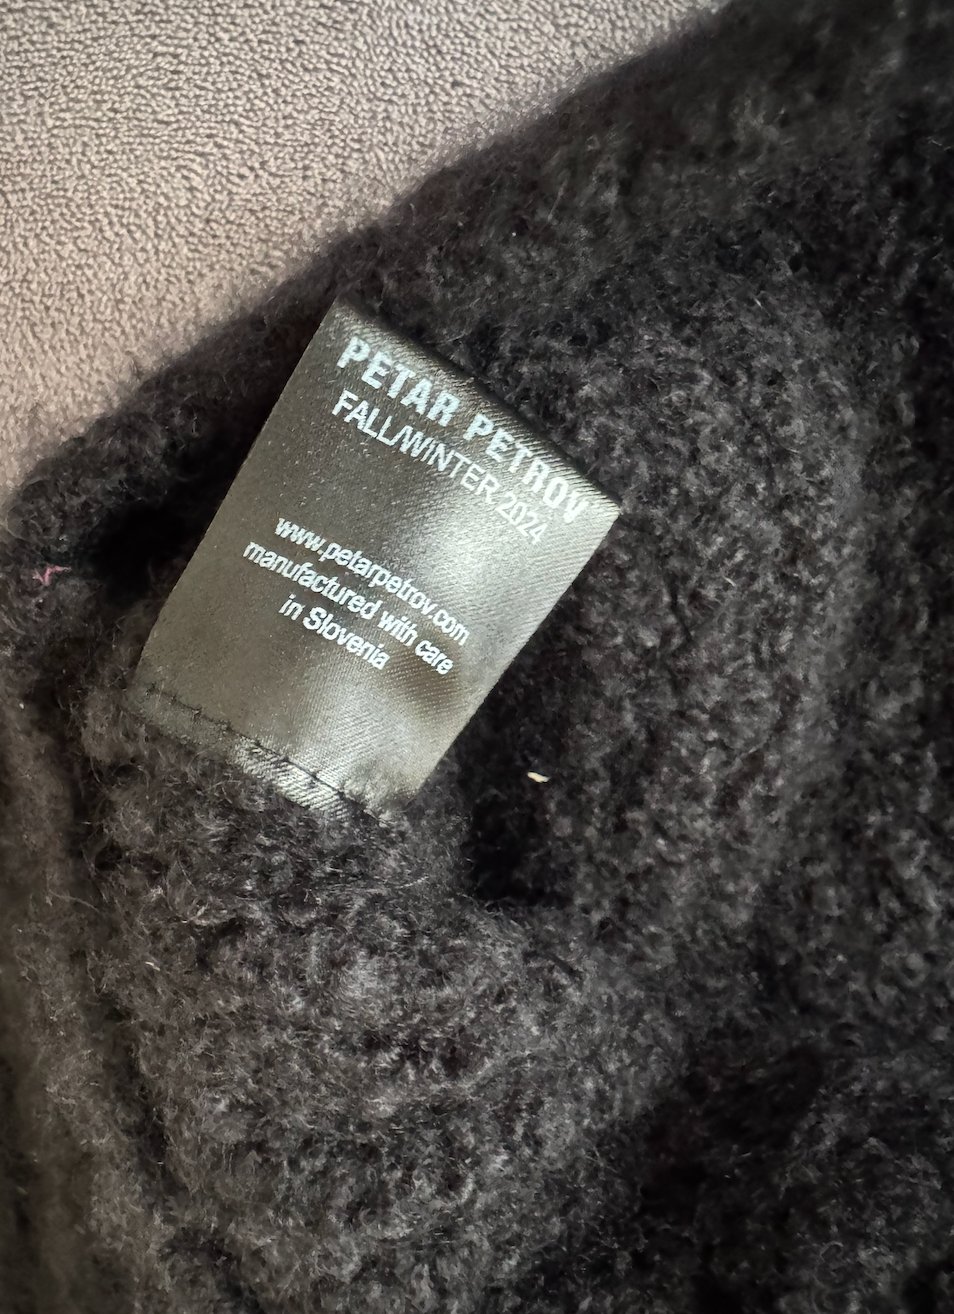 PETAR PETROV
FALL/WINTER 2024
www.petarpetrov.com
manufactured with care
in Slovenia